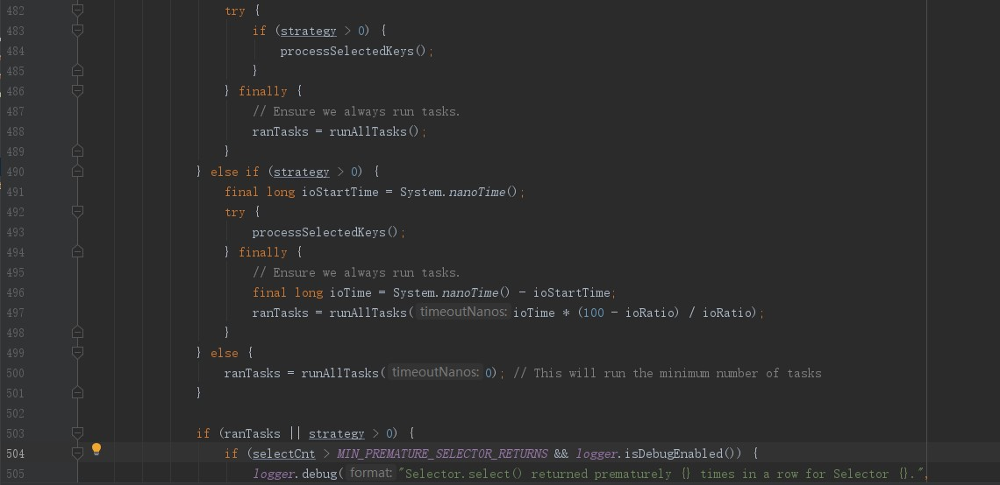 482 try {
483 if (strategy > 0) {
484 processSelectedKeys();
485 }
486 } finally {
487 // Ensure we always run tasks.
488 ranTasks = runAllTasks();
489 }
490 } else if (strategy > 0) {
491 final long ioStartTime = System.nanoTime();
492 try {
493 processSelectedKeys();
494 } finally {
495 // Ensure we always run tasks.
496 final long ioTime = System.nanoTime() - ioStartTime;
497 ranTasks = runAllTasks( timeoutNanos: ioTime * (100 - ioRatio) / ioRatio);
498 }
499 } else {
500 ranTasks = runAllTasks( timeoutNanos: 0); // This will run the minimum number of tasks
501 }
502
503 if (ranTasks || strategy > 0) {
504 if (selectCnt > MIN_PREMATURE_SELECTOR_RETURNS && logger.isDebugEnabled()) {
505 logger.debug( format: "Selector.select() returned prematurely {} times in a row for Selector {}.",